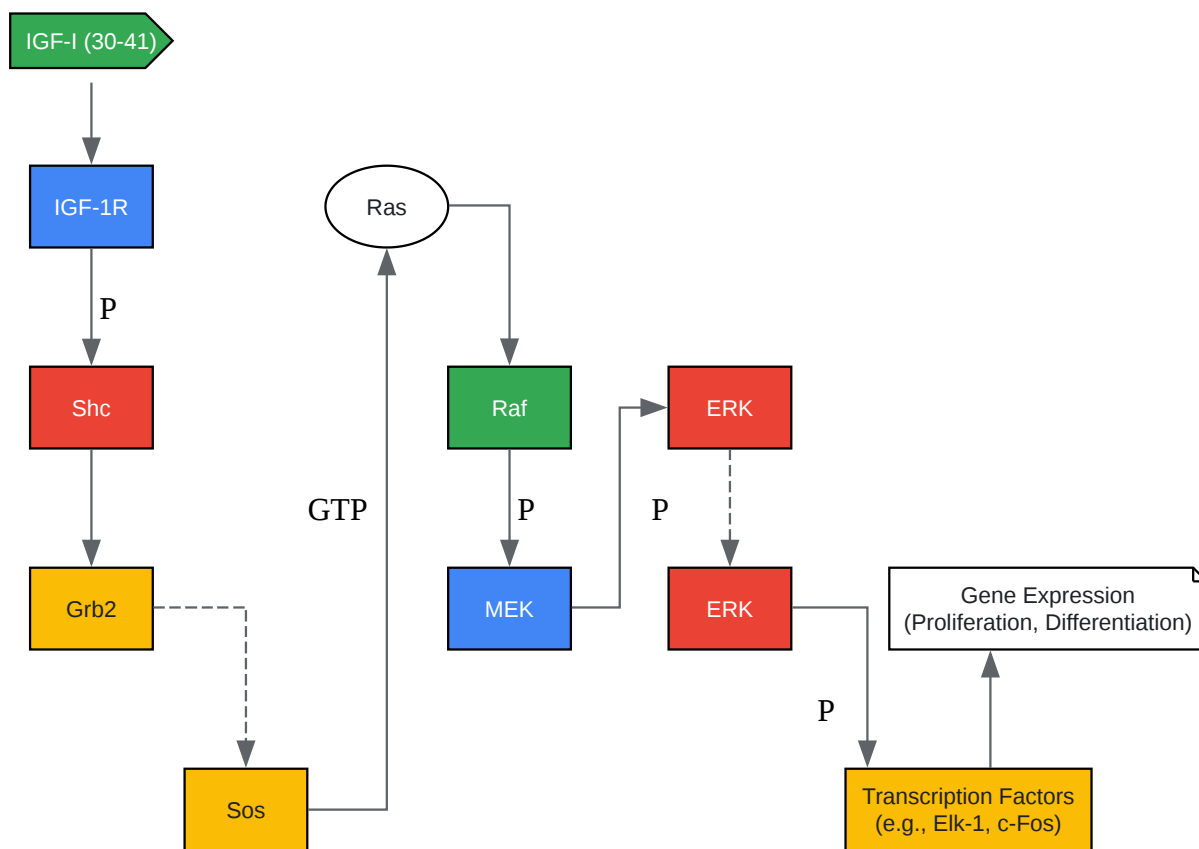 IGF-I (30-41)
IGF-1R
Ras
P
Shc
Raf
ERK
GTP
P
P
Grb2
MEK
ERK
Gene Expression
(Proliferation, Differentiation)
P
Sos
Transcription Factors
(e.g., Elk-1, c-Fos)